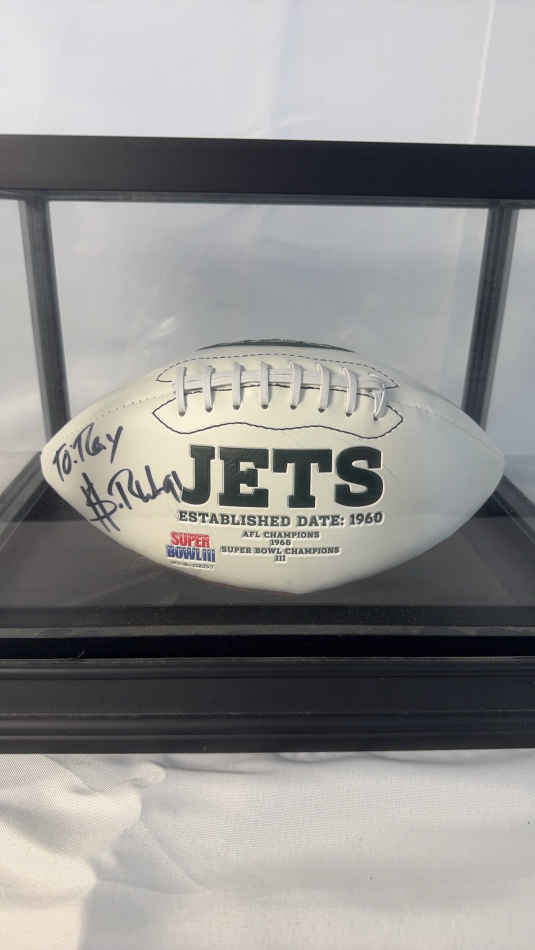 To: Ray
JETS
ESTABLISHED DATE: 1960
AFL CHAMPIONS
1968
SUPER BOWL CHAMPIONS
III
SUPER
BOWL III